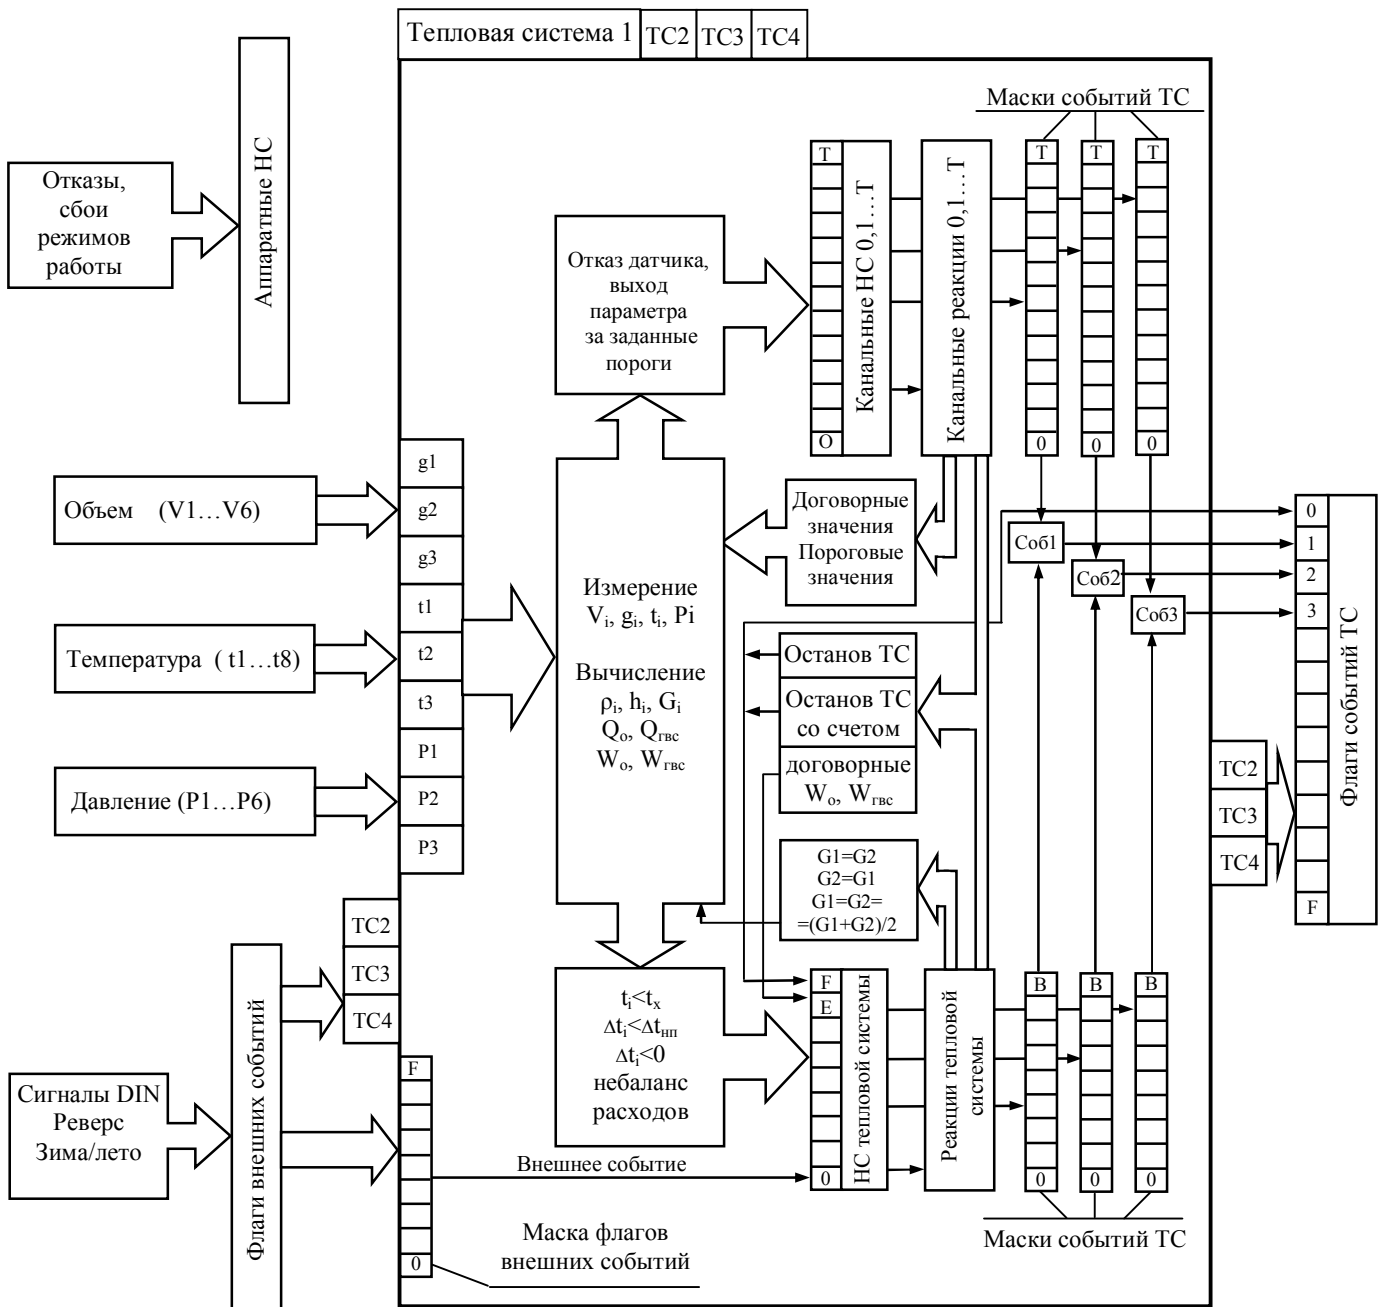 Тепловая система 1
ТС2
ТС3
ТС4
Маски событий ТС
Отказы,
сбои
режимов
работы
Аппаратные НС
Отказ датчика,
выход
параметра
за заданные
пороги
Т
О
Канальные НС 0,1…Т
Канальные реакции 0,1…Т
Т
Т
Т
0
0
0
g1
g2
g3
t1
t2
t3
P1
P2
P3
Объем (V1…V6)
Температура ( t1…t8)
Давление (P1…P6)
Измерение
Vi, gi, ti, Pi
Вычисление
ρi, hi, Gi
Qо, Qгвс
Wо, Wгвс
Договорные
значения
Пороговые
значения
Соб1
Соб2
Соб3
0
1
2
3
F
Флаги событий ТС
Останов ТС
Останов ТС
со счетом
договорные
Wо, Wгвс
ТС2
ТС3
ТС4
G1=G2
G2=G1
G1=G2=
=(G1+G2)/2
ТС2
ТС3
ТС4
ti<tх
Δti<Δtнп
Δti<0
небаланс
расходов
F
E
0
НС тепловой системы
Реакции тепловой
системы
В
В
В
0
0
0
Сигналы DIN
Реверс
Зима/лето
Флаги внешних событий
F
0
Внешнее событие
Маска флагов
внешних событий
Маски событий ТС